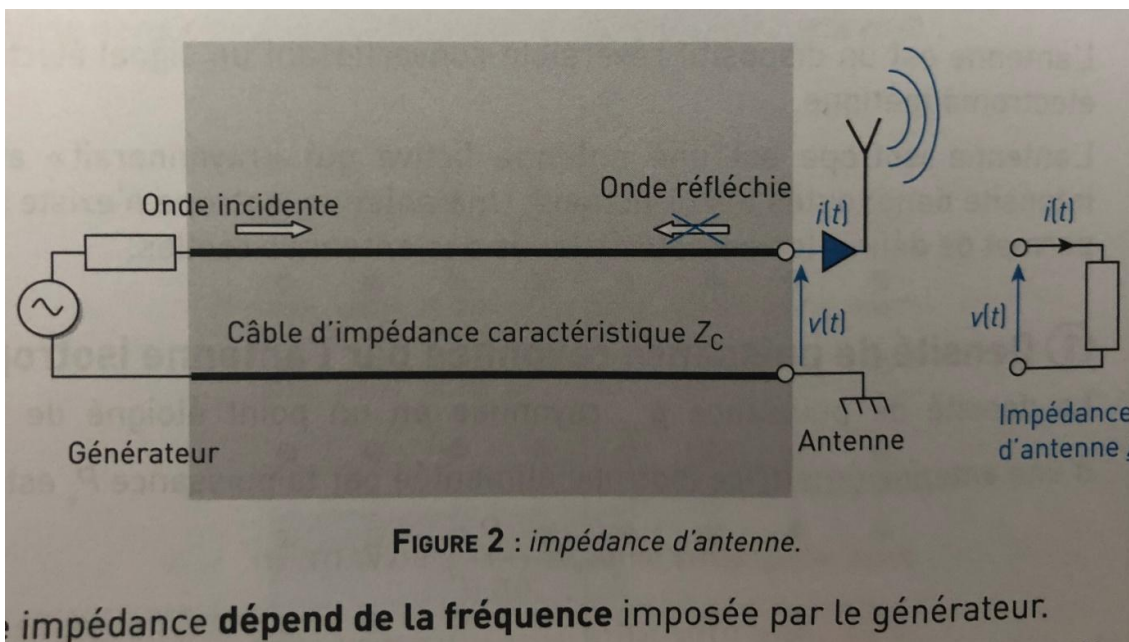 Onde incidente
Onde réfléchie
i(t)
i(t)
v(t)
v(t)
Câble d'impédance caractéristique ZC
Générateur
Antenne
Impédance
d'antenne
FIGURE 2 : impédance d'antenne.
impédance dépend de la fréquence imposée par le générateur.